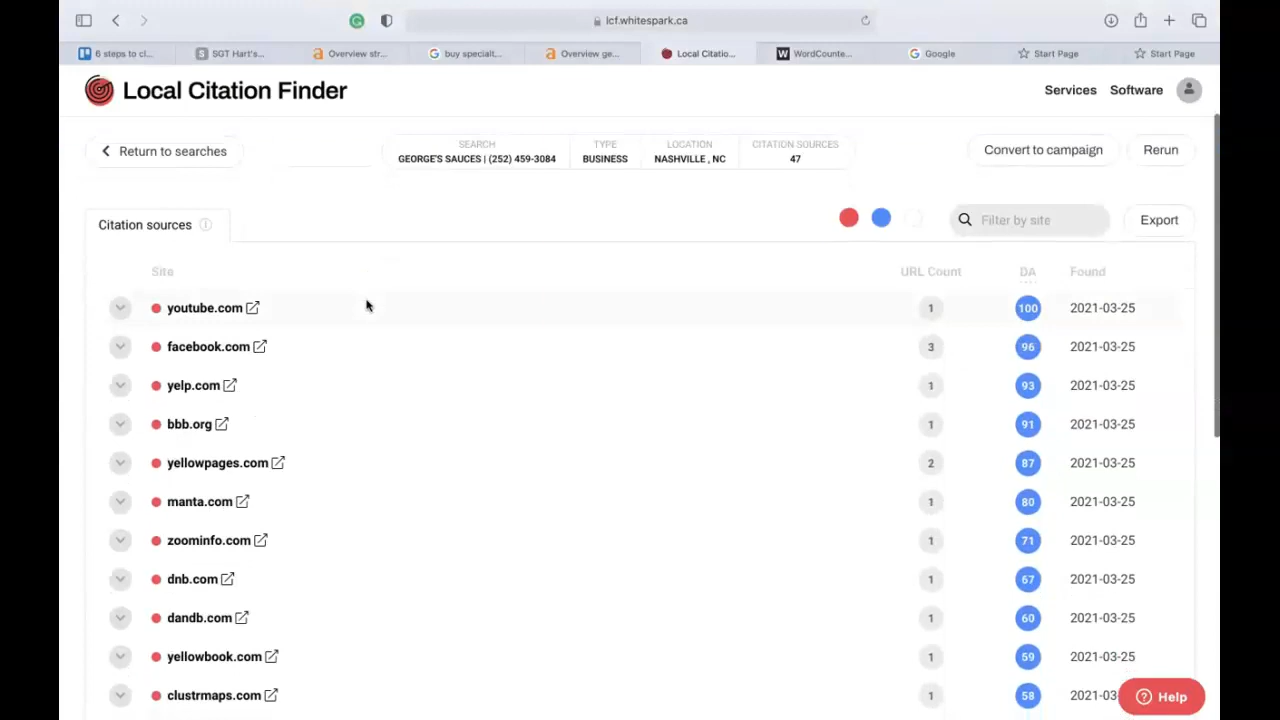 lcf.whitespark.ca
6 steps to cl...
SGT Hart's...
Overview str...
buy specialt...
Overview ge...
Local Citatio...
WordCounte...
Google
Start Page
Start Page
Local Citation Finder
Services
Software
Return to searches
SEARCH
GEORGE'S SAUCES | (252) 459-3084
TYPE
BUSINESS
LOCATION
NASHVILLE , NC
CITATION SOURCES
47
Convert to campaign
Rerun
Citation sources
Filter by site
Export
Site URL Count DA Found
youtube.com 1 100 2021-03-25
facebook.com 3 96 2021-03-25
yelp.com 1 93 2021-03-25
bbb.org 1 91 2021-03-25
yellowpages.com 2 87 2021-03-25
manta.com 1 80 2021-03-25
zoominfo.com 1 71 2021-03-25
dnb.com 1 67 2021-03-25
dandb.com 1 60 2021-03-25
yellowbook.com 1 59 2021-03-25
clustrmaps.com 1 58 2021-03
Help